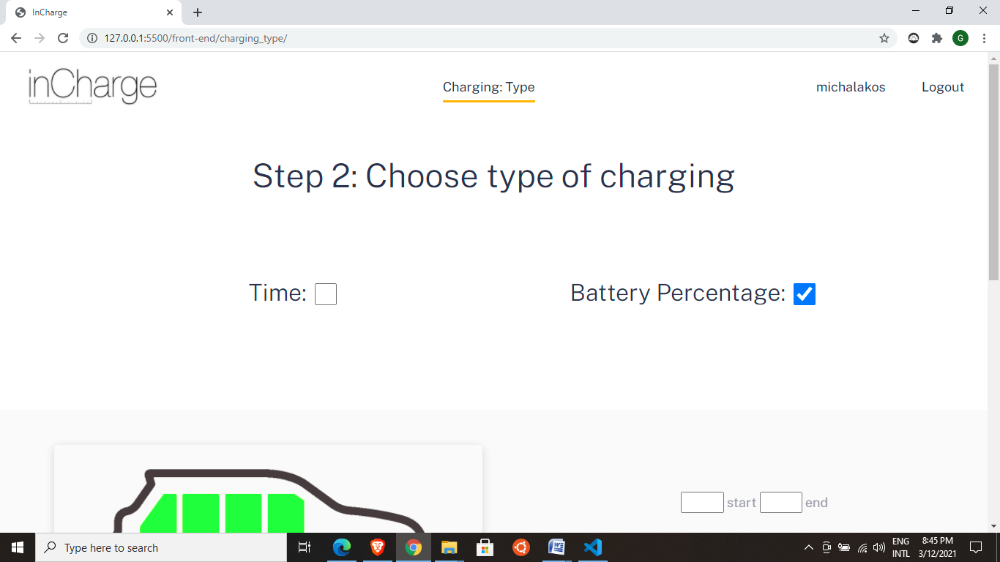 InCharge
127.0.0.1:5500/front-end/charging_type/
G
inCharge
Charging: Type
michalakos
Logout
Step 2: Choose type of charging
Time:
Battery Percentage:
start
end
Type here to search
W
ENG
INTL
8:45 PM
3/12/2021